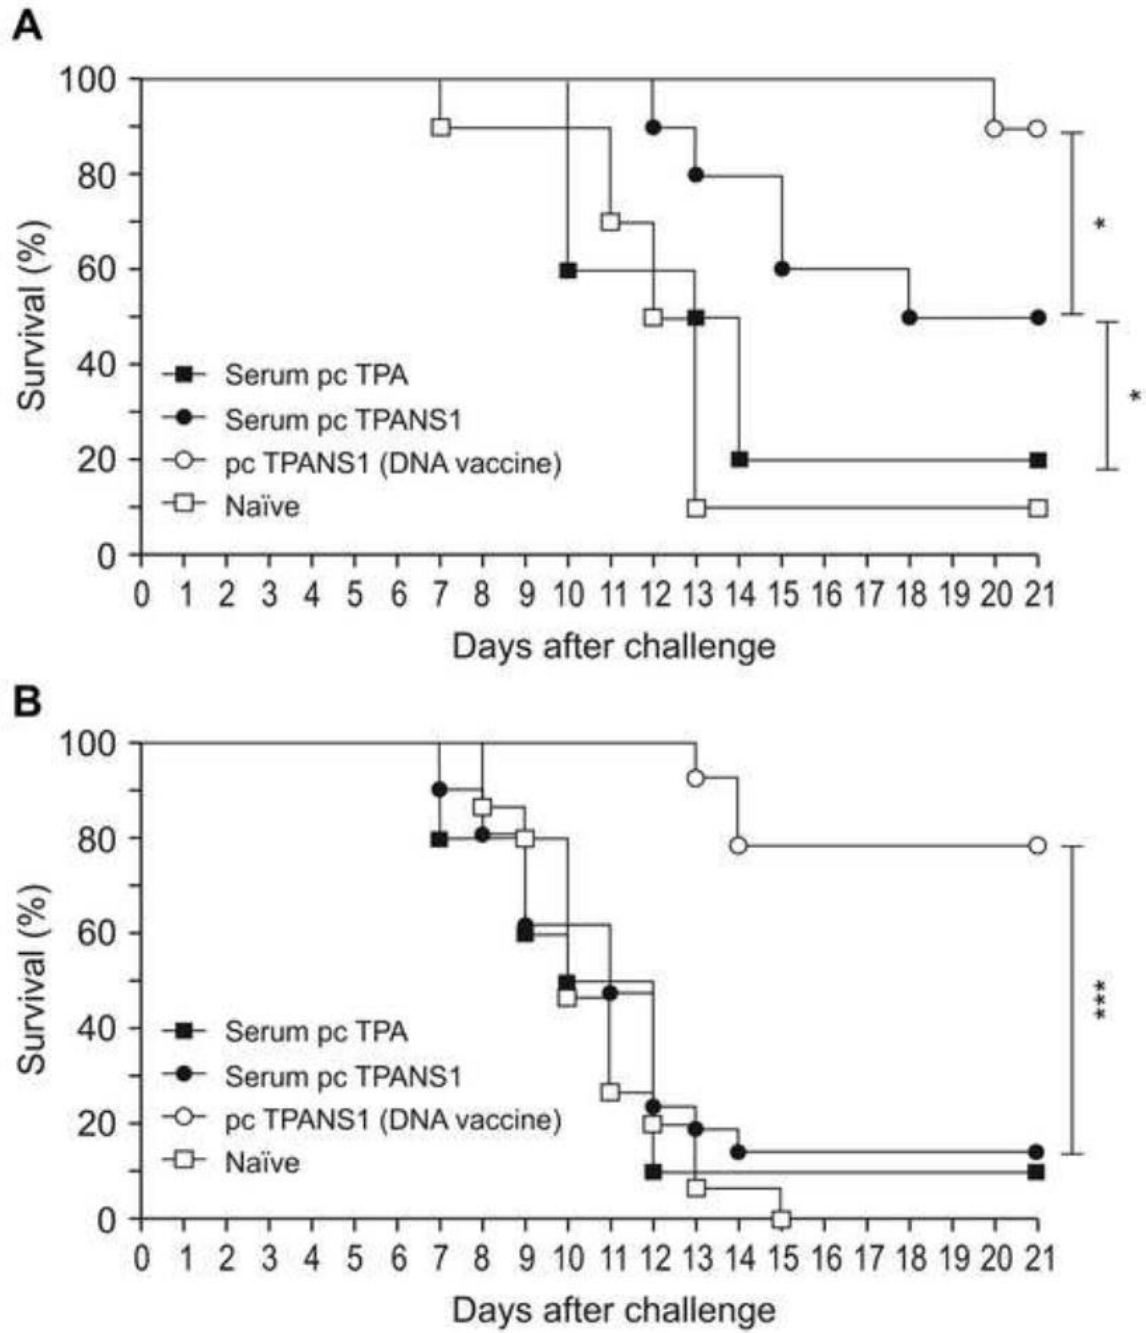 A
100
80
60
40
20
0
Survival (%)
Serum pc TPA
Serum pc TPANS1
pc TPANS1 (DNA vaccine)
Naïve
*
*
0 1 2 3 4 5 6 7 8 9 10 11 12 13 14 15 16 17 18 19 20 21
Days after challenge
B
100
80
60
40
20
0
Survival (%)
Serum pc TPA
Serum pc TPANS1
pc TPANS1 (DNA vaccine)
Naïve
***
0 1 2 3 4 5 6 7 8 9 10 11 12 13 14 15 16 17 18 19 20 21
Days after challenge